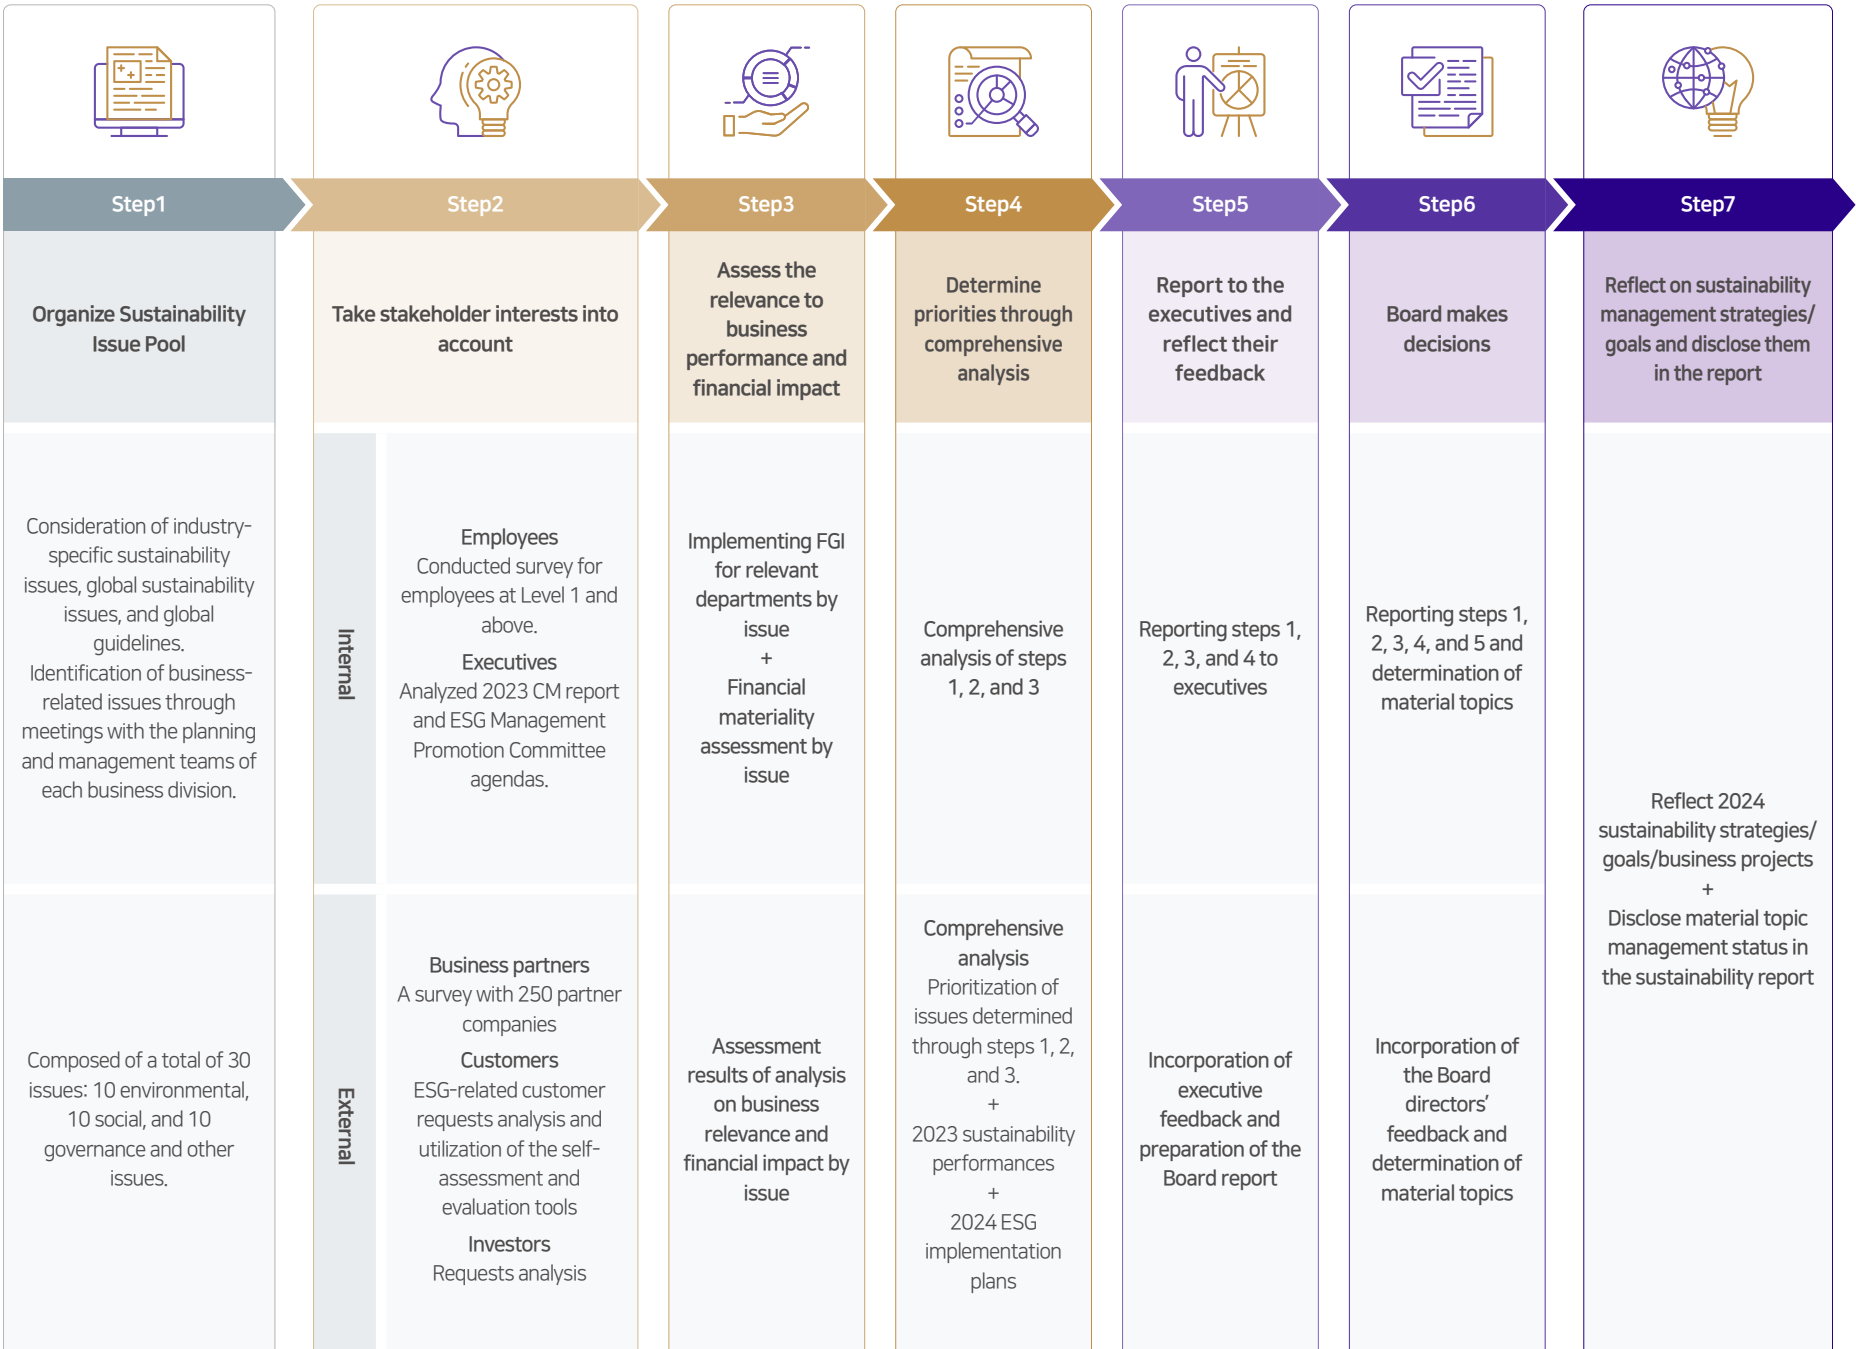 Step1
Organize Sustainability
Issue Pool
Consideration of industry-
specific sustainability
issues, global sustainability
issues, and global
guidelines.
Identification of business-
related issues through
meetings with the planning
and management teams of
each business division.
Composed of a total of 30
issues: 10 environmental,
10 social, and 10
governance and other
issues.
Step2
Take stakeholder interests into
account
Internal
Employees
Conducted survey for
employees at Level 1 and
above.
Executives
Analyzed 2023 CM report
and ESG Management
Promotion Committee
agendas.
External
Business partners
A survey with 250 partner
companies
Customers
ESG-related customer
requests analysis and
utilization of the self-
assessment and
evaluation tools
Investors
Requests analysis
Step3
Assess the
relevance to
business
performance and
financial impact
Implementing FGI
for relevant
departments by
issue
+
Financial
materiality
assessment by
issue
Assessment
results of analysis
on business
relevance and
financial impact by
issue
Step4
Determine
priorities through
comprehensive
analysis
Comprehensive
analysis of steps
1, 2, and 3
Comprehensive
analysis
Prioritization of
issues determined
through steps 1, 2,
and 3.
+
2023 sustainability
performances
+
2024 ESG
implementation
plans
Step5
Report to the
executives and
reflect their
feedback
Reporting steps 1,
2, 3, and 4 to
executives
Incorporation of
executive
feedback and
preparation of the
Board report
Step6
Board makes
decisions
Reporting steps 1,
2, 3, 4, and 5 and
determination of
material topics
Incorporation of
the Board
directors’
feedback and
determination of
material topics
Step7
Reflect on sustainability
management strategies/
goals and disclose them
in the report
Reflect 2024
sustainability strategies/
goals/business projects
+
Disclose material topic
management status in
the sustainability report